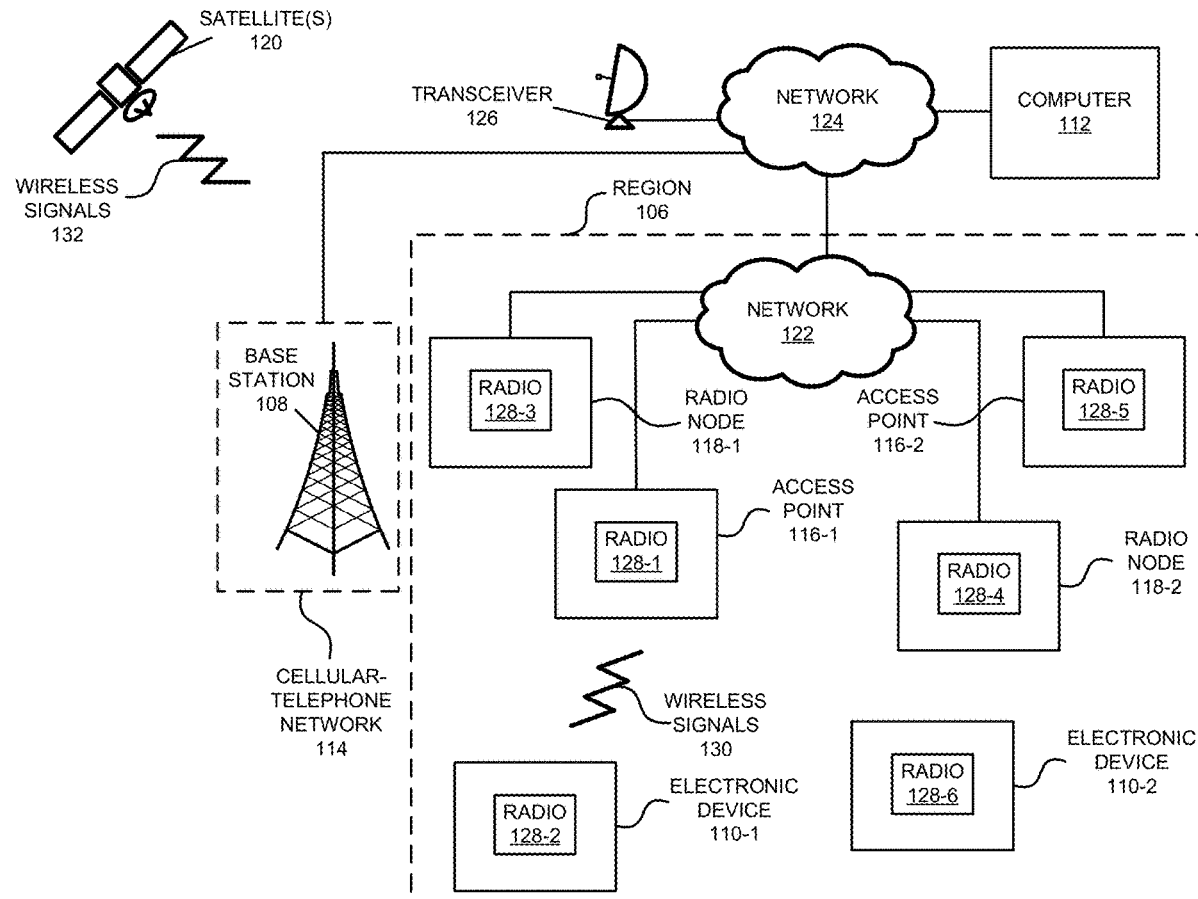 SATELLITE(S)
120
TRANSCEIVER
126
NETWORK
124
COMPUTER
112
WIRELESS
SIGNALS
132
REGION
106
NETWORK
122
BASE
STATION
108
RADIO
128-3
RADIO
NODE
118-1
ACCESS
POINT
116-2
RADIO
128-5
ACCESS
POINT
116-1
RADIO
128-1
RADIO
128-4
RADIO
NODE
118-2
CELLULAR-
TELEPHONE
NETWORK
114
WIRELESS
SIGNALS
130
ELECTRONIC
DEVICE
110-2
RADIO
128-6
ELECTRONIC
DEVICE
110-1
RADIO
128-2